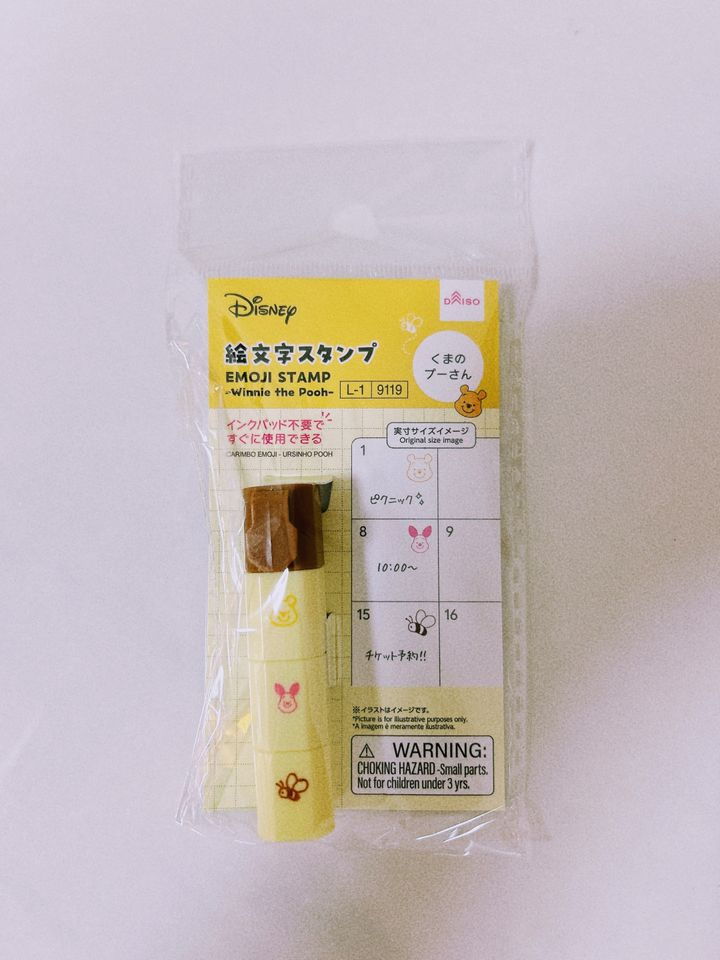 Disney
DAISO
絵文字スタンプ
EMOJI STAMP
-Winnie the Pooh-
L-1 9119
くまの
プーさん
インクパッド不要で
すぐに使用できる
CARIMBO EMOJI - URSINHO POOH
実寸サイズイメージ
Original size image
1
ピクニック
8
9
10:00~
15
16
チケット予約!!
※イラストはイメージです。
*Picture is for illustrative purposes only.
*A imagem é meramente ilustrativa.
WARNING:
CHOKING HAZARD-Small parts.
Not for children under 3 yrs.